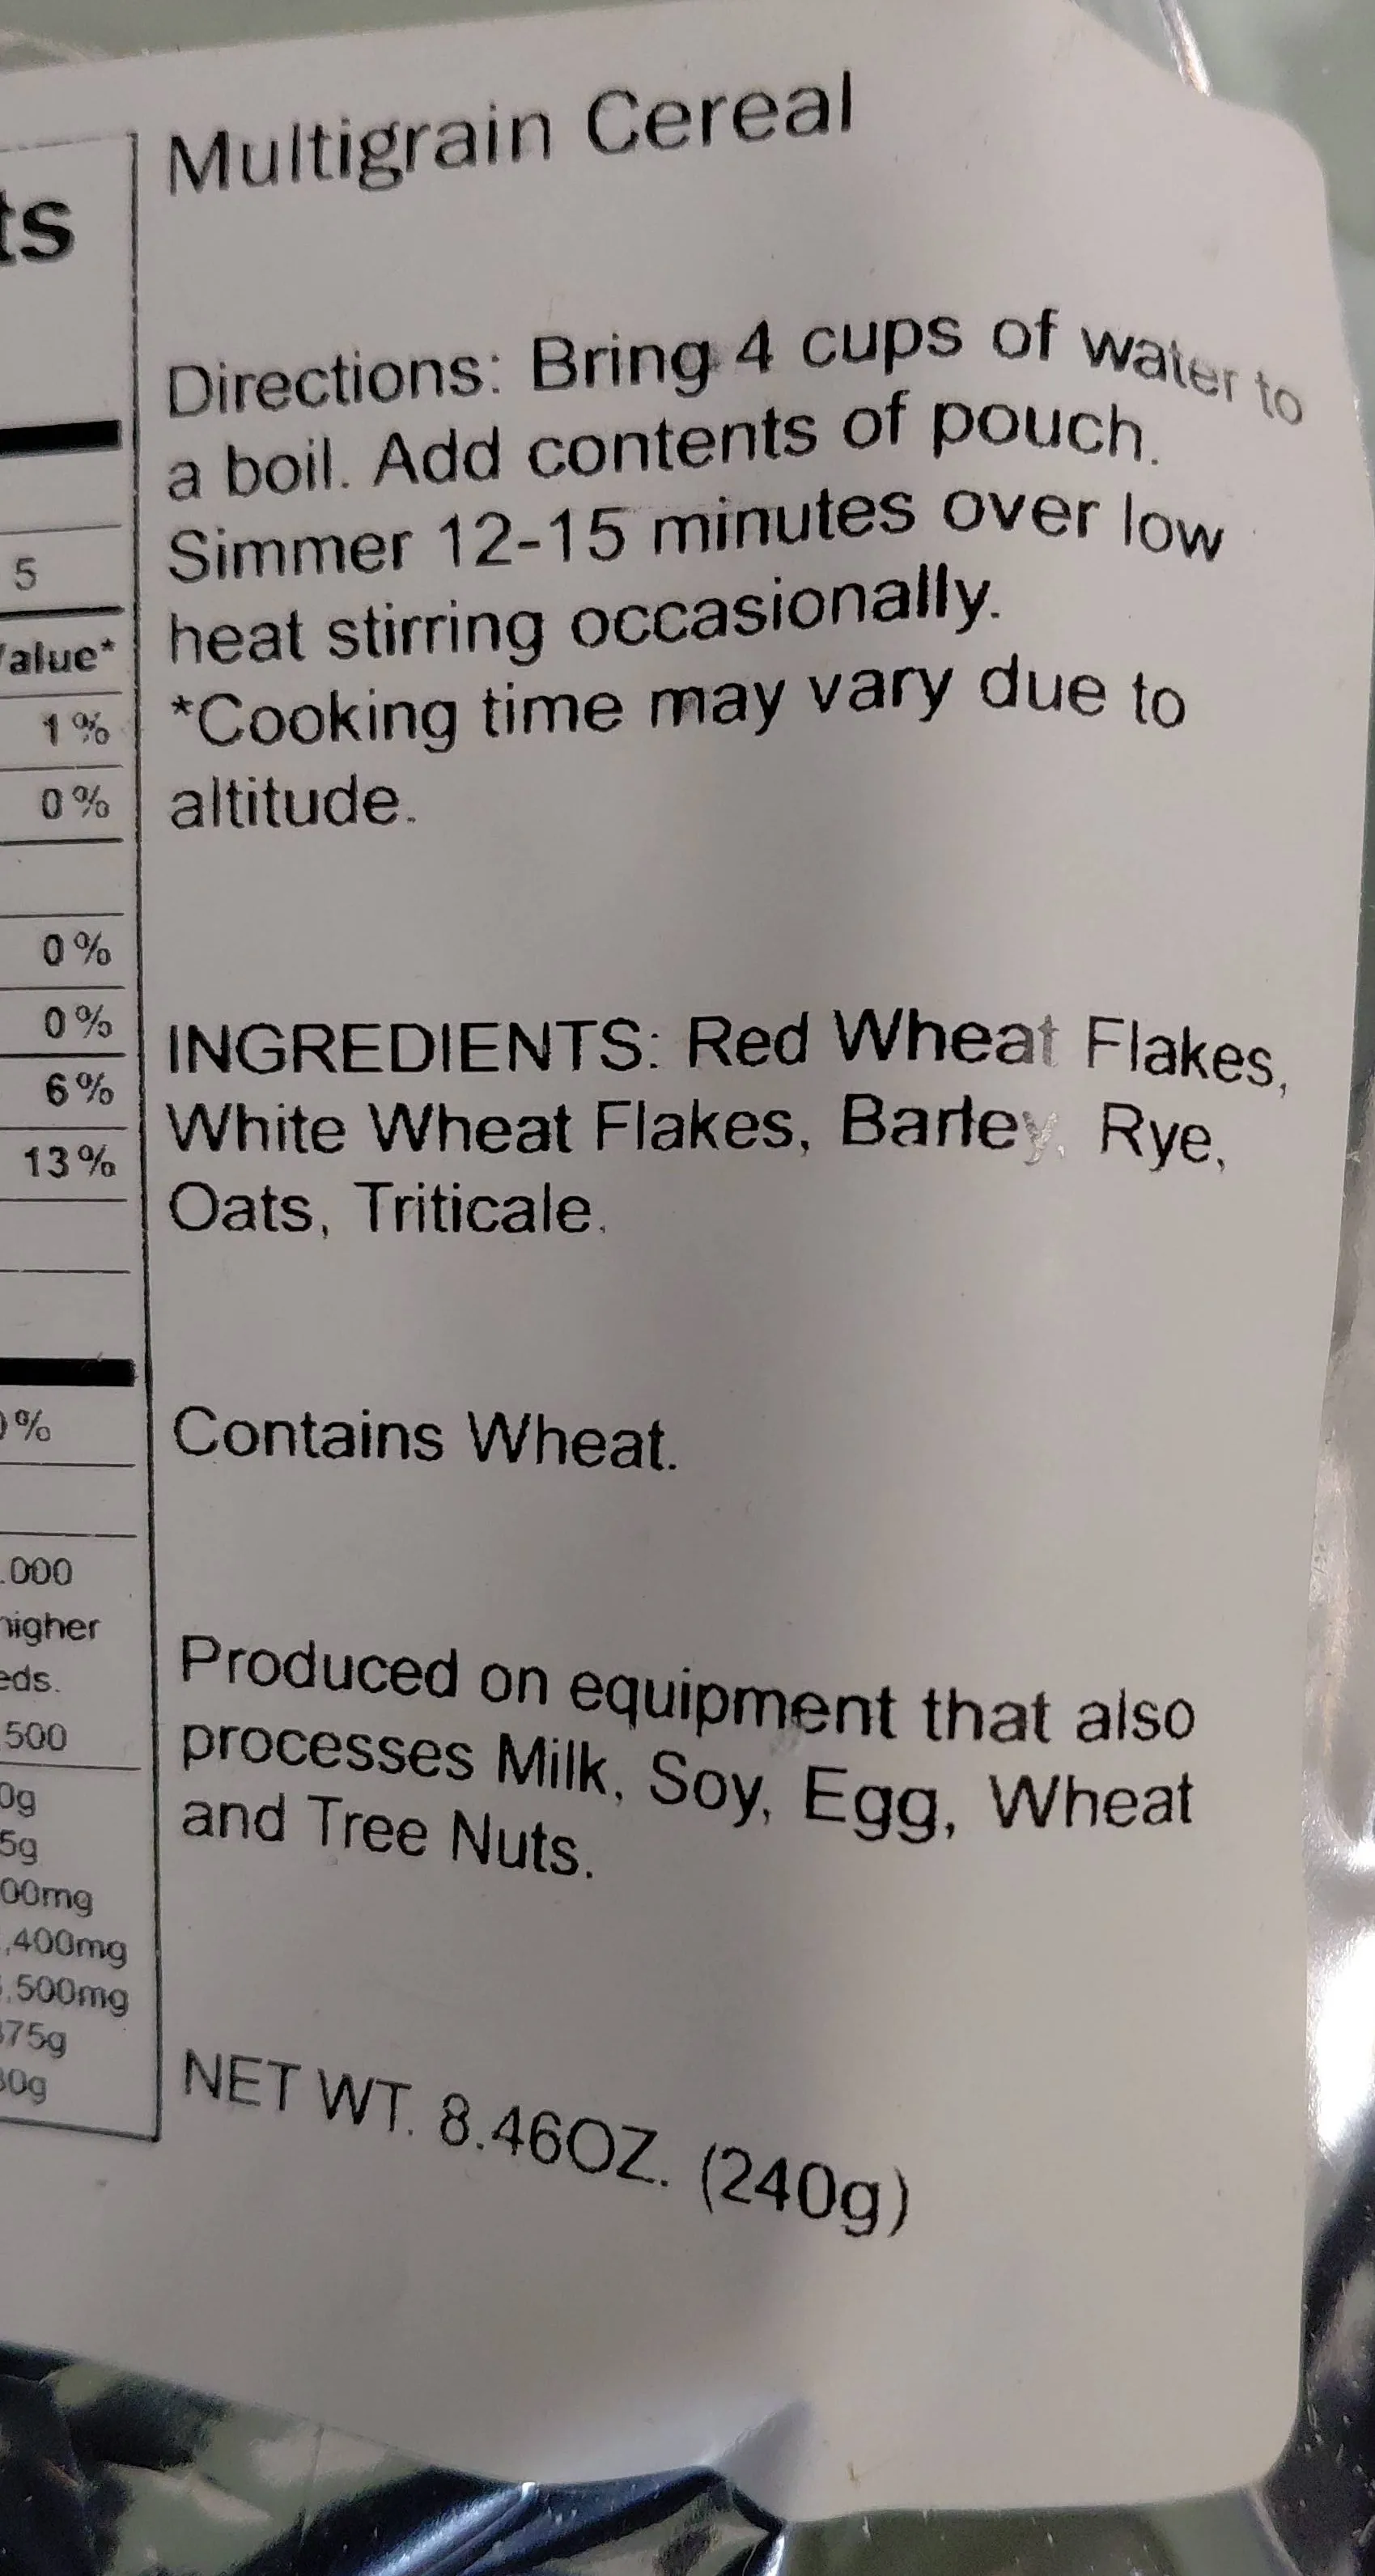 Multigrain Cereal
Directions: Bring 4 cups of water to
a boil. Add contents of pouch.
Simmer 12-15 minutes over low
heat stirring occasionally.
*Cooking time may vary due to
altitude.
INGREDIENTS: Red Wheat Flakes,
White Wheat Flakes, Barley, Rye,
Oats, Triticale.
Contains Wheat.
Produced on equipment that also
processes Milk, Soy, Egg, Wheat
and Tree Nuts.
NET WT. 8.46OZ. (240g)
ts
5
alue*
1%
0%
0%
0%
6%
13%
%
.000
higher
eds.
500
0g
5g
00mg
,400mg
,500mg
75g
0g